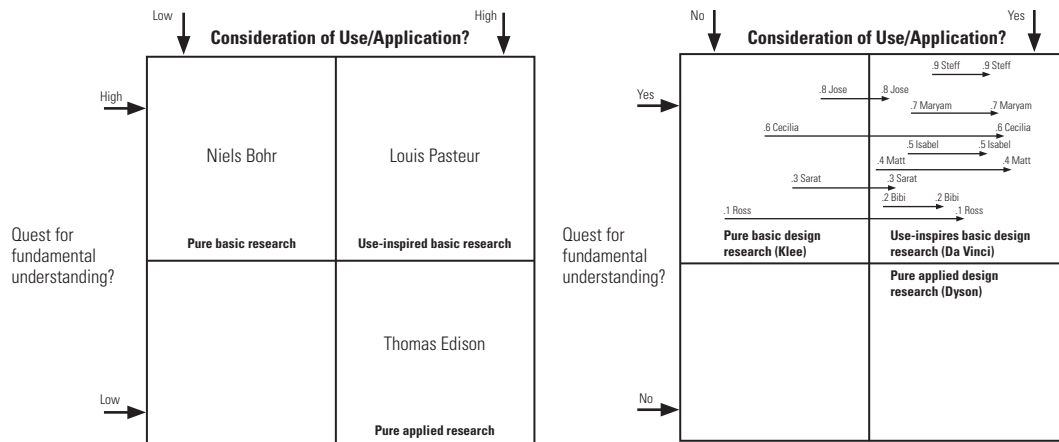 Low
High
Consideration of Use/Application?
High
Niels Bohr
Louis Pasteur
Quest for
fundamental
understanding?
Pure basic research
Use-inspired basic research
Thomas Edison
Low
Pure applied research
No
Yes
Consideration of Use/Application?
Yes
.9 Steff
.9 Steff
.8 Jose
.8 Jose
.7 Maryam
.7 Maryam
.6 Cecilia
.6 Cecilia
.5 Isabel
.5 Isabel
.4 Matt
.4 Matt
.3 Sarat
.3 Sarat
.2 Bibi
.2 Bibi
.1 Ross
.1 Ross
Quest for
fundamental
understanding?
Pure basic design
research (Klee)
Use-inspires basic design
research (Da Vinci)
Pure applied design
research (Dyson)
No